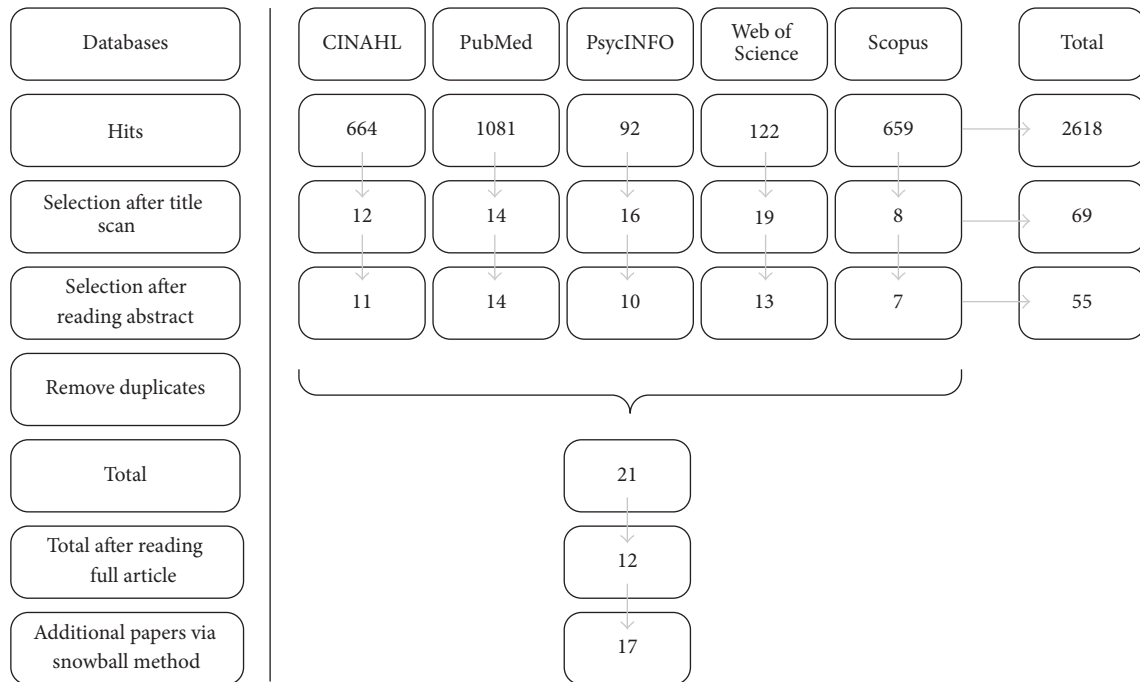 Databases
CINAHL
PubMed
PsycINFO
Web of
Science
Scopus
Total
Hits
664
1081
92
122
659
2618
Selection after title
scan
12
14
16
19
8
69
Selection after
reading abstract
11
14
10
13
7
55
Remove duplicates
Total
21
Total after reading
full article
12
Additional papers via
snowball method
17